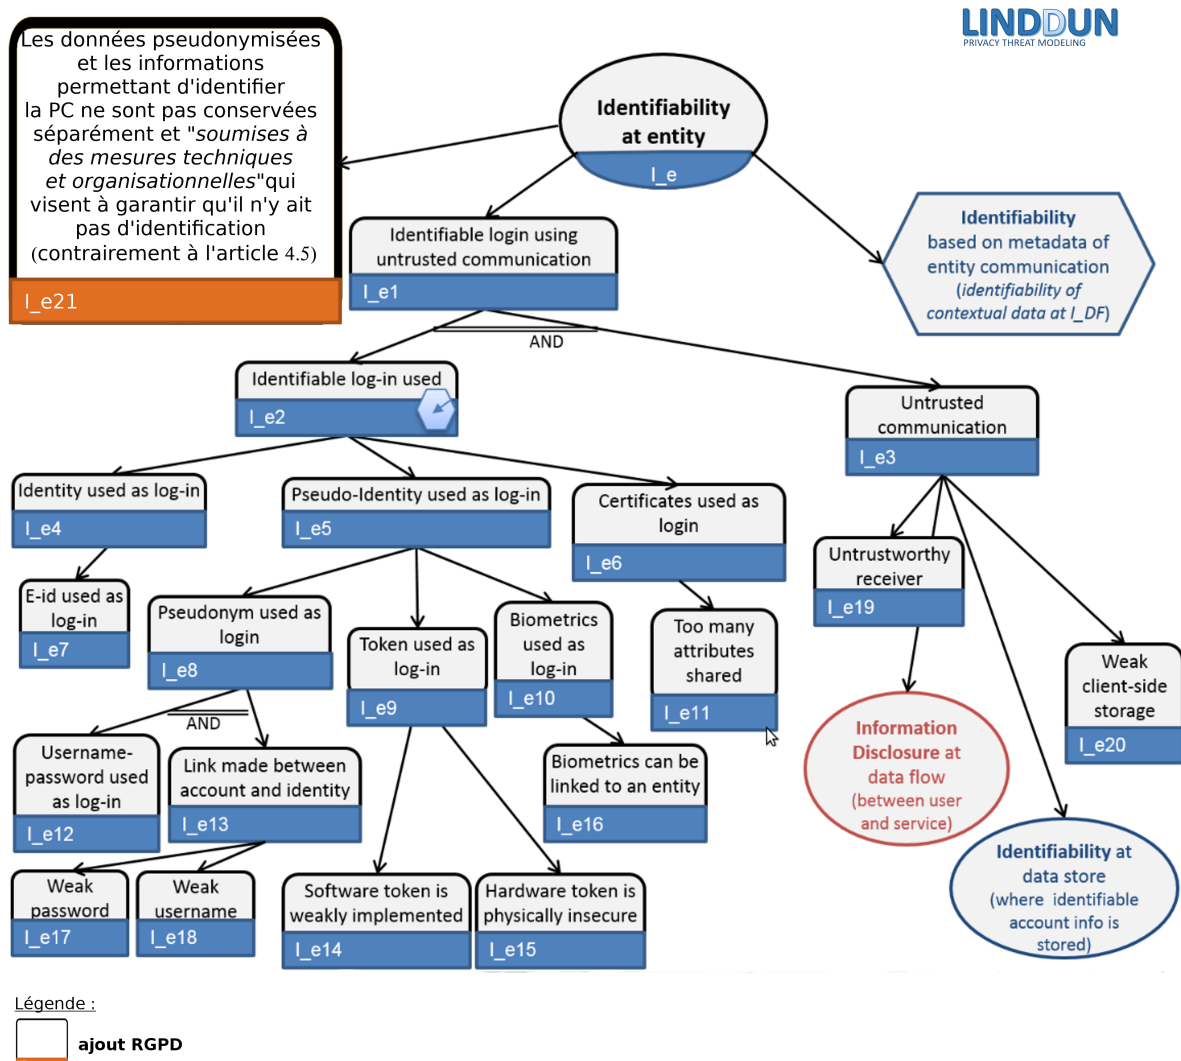 LINDDUN
PRIVACY THREAT MODELING
Les données pseudonymisées
et les informations
permettant d'identifier
la PC ne sont pas conservées
séparément et "soumises à
des mesures techniques
et organisationnelles"qui
visent à garantir qu'il n'y ait
pas d'identification
(contrairement à l'article 4.5)
I_e21
Identifiability
at entity
I_e
Identifiable login using
untrusted communication
I_e1
Identifiability
based on metadata of
entity communication
(identifiability of
contextual data at I_DF)
AND
Identifiable log-in used
I_e2
Untrusted
communication
I_e3
Identity used as log-in
I_e4
Pseudo-Identity used as log-in
I_e5
Certificates used as
login
I_e6
E-id used as
log-in
I_e7
Pseudonym used as
login
I_e8
Token used as
log-in
I_e9
Biometrics
used as
log-in
I_e10
Too many
attributes
shared
I_e11
Untrustworthy
receiver
I_e19
Weak
client-side
storage
I_e20
AND
Username-
password used
as log-in
I_e12
Link made between
account and identity
I_e13
Biometrics can be
linked to an entity
I_e16
Information
Disclosure at
data flow
(between user
and service)
Identifiability at
data store
(where identifiable
account info is
stored)
Weak
password
I_e17
Weak
username
I_e18
Software token is
weakly implemented
I_e14
Hardware token is
physically insecure
I_e15
Légende :
ajout RGPD